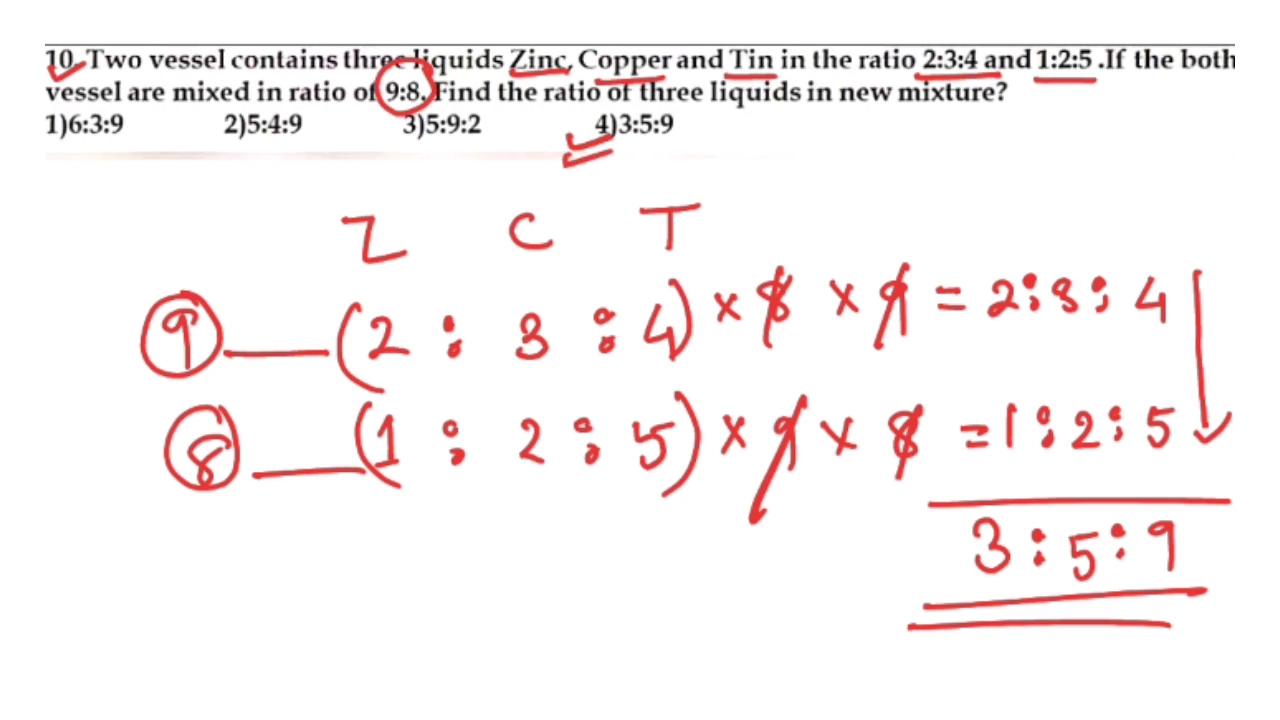 10. Two vessel contains three liquids Zinc, Copper and Tin in the ratio 2:3:4 and 1:2:5 .If the both
vessel are mixed in ratio of 9:8. Find the ratio of three liquids in new mixture?
1)6:3:9 2)5:4:9 3)5:9:2 4)3:5:9
Z C T
9 (2 : 3 : 4) × 8 × 9 = 2:3:4
8 (1 : 2 : 5) × 9 × 8 = 1:2:5
3:5:9